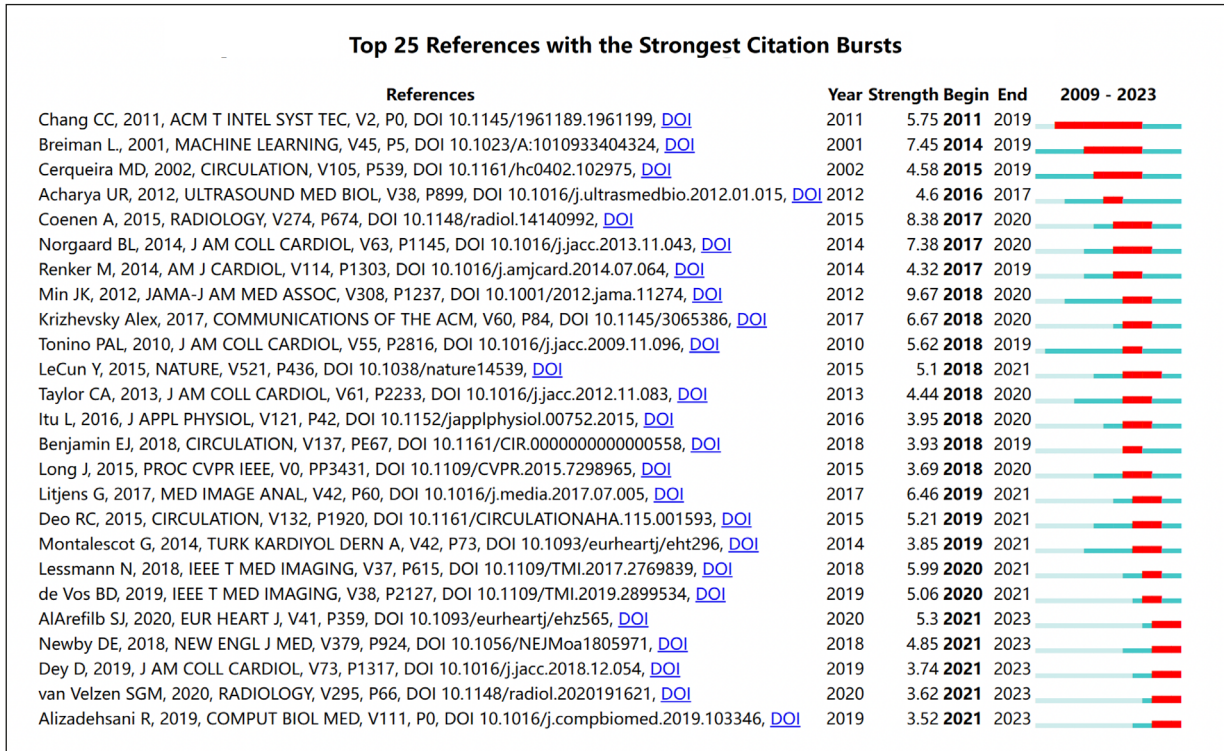 Top 25 References with the Strongest Citation Bursts
References Year Strength Begin End 2009 - 2023
Chang CC, 2011, ACM T INTEL SYST TEC, V2, P0, DOI 10.1145/1961189.1961199, DOI 2011 5.75 2011 2019
Breiman L., 2001, MACHINE LEARNING, V45, P5, DOI 10.1023/A:1010933404324, DOI 2001 7.45 2014 2019
Cerqueira MD, 2002, CIRCULATION, V105, P539, DOI 10.1161/hc0402.102975, DOI 2002 4.58 2015 2019
Acharya UR, 2012, ULTRASOUND MED BIOL, V38, P899, DOI 10.1016/j.ultrasmedbio.2012.01.015, DOI 2012 4.6 2016 2017
Coenen A, 2015, RADIOLOGY, V274, P674, DOI 10.1148/radiol.14140992, DOI 2015 8.38 2017 2020
Norgaard BL, 2014, J AM COLL CARDIOL, V63, P1145, DOI 10.1016/j.jacc.2013.11.043, DOI 2014 7.38 2017 2020
Renker M, 2014, AM J CARDIOL, V114, P1303, DOI 10.1016/j.amjcard.2014.07.064, DOI 2014 4.32 2017 2019
Min JK, 2012, JAMA-J AM MED ASSOC, V308, P1237, DOI 10.1001/2012.jama.11274, DOI 2012 9.67 2018 2020
Krizhevsky Alex, 2017, COMMUNICATIONS OF THE ACM, V60, P84, DOI 10.1145/3065386, DOI 2017 6.67 2018 2020
Tonino PAL, 2010, J AM COLL CARDIOL, V55, P2816, DOI 10.1016/j.jacc.2009.11.096, DOI 2010 5.62 2018 2019
LeCun Y, 2015, NATURE, V521, P436, DOI 10.1038/nature14539, DOI 2015 5.1 2018 2021
Taylor CA, 2013, J AM COLL CARDIOL, V61, P2233, DOI 10.1016/j.jacc.2012.11.083, DOI 2013 4.44 2018 2020
Itu L, 2016, J APPL PHYSIOL, V121, P42, DOI 10.1152/japplphysiol.00752.2015, DOI 2016 3.95 2018 2020
Benjamin EJ, 2018, CIRCULATION, V137, PE67, DOI 10.1161/CIR.0000000000000558, DOI 2018 3.93 2018 2019
Long J, 2015, PROC CVPR IEEE, V0, PP3431, DOI 10.1109/CVPR.2015.7298965, DOI 2015 3.69 2018 2020
Litjens G, 2017, MED IMAGE ANAL, V42, P60, DOI 10.1016/j.media.2017.07.005, DOI 2017 6.46 2019 2021
Deo RC, 2015, CIRCULATION, V132, P1920, DOI 10.1161/CIRCULATIONAHA.115.001593, DOI 2015 5.21 2019 2021
Montalescot G, 2014, TURK KARDIYOL DERN A, V42, P73, DOI 10.1093/eurheartj/eht296, DOI 2014 3.85 2019 2021
Lessmann N, 2018, IEEE T MED IMAGING, V37, P615, DOI 10.1109/TMI.2017.2769839, DOI 2018 5.99 2020 2021
de Vos BD, 2019, IEEE T MED IMAGING, V38, P2127, DOI 10.1109/TMI.2019.2899534, DOI 2019 5.06 2020 2021
AlArefilb SJ, 2020, EUR HEART J, V41, P359, DOI 10.1093/eurheartj/ehz565, DOI 2020 5.3 2021 2023
Newby DE, 2018, NEW ENGL J MED, V379, P924, DOI 10.1056/NEJMoa1805971, DOI 2018 4.85 2021 2023
Dey D, 2019, J AM COLL CARDIOL, V73, P1317, DOI 10.1016/j.jacc.2018.12.054, DOI 2019 3.74 2021 2023
van Velzen SGM, 2020, RADIOLOGY, V295, P66, DOI 10.1148/radiol.2020191621, DOI 2020 3.62 2021 2023
Alizadehsani R, 2019, COMPUT BIOL MED, V111, P0, DOI 10.1016/j.compbiomed.2019.103346, DOI 2019 3.52 2021 2023